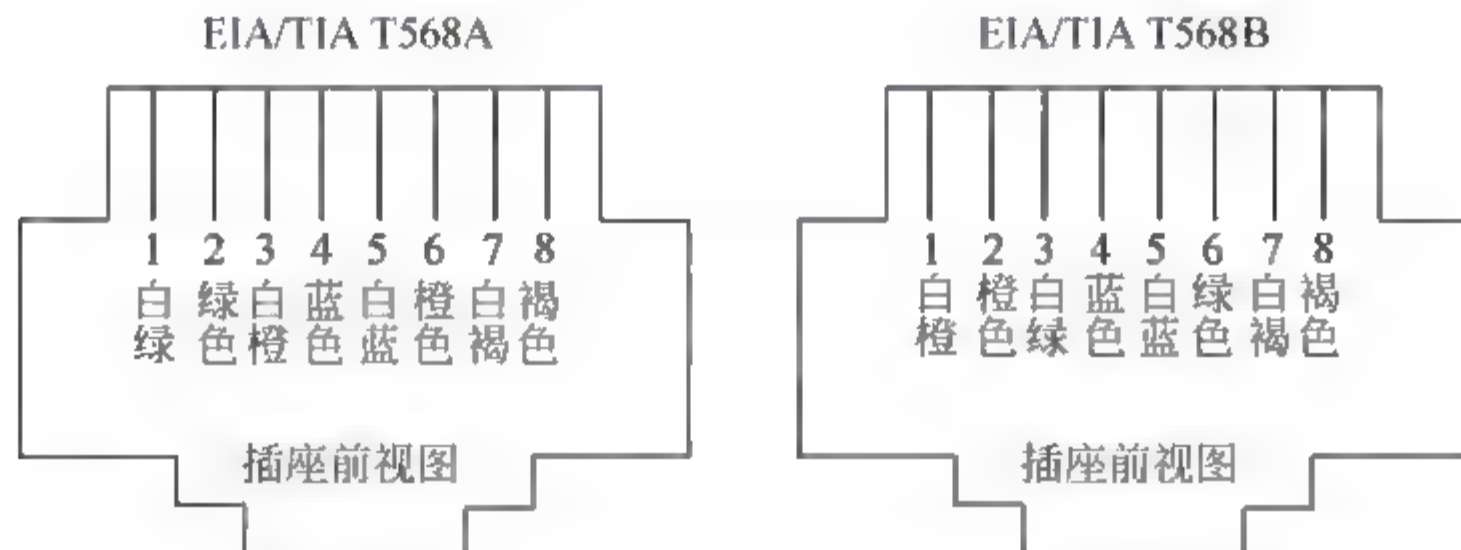 EIA/TIA T568A
1 2 3 4 5 6 7 8
白 绿 白 蓝 白 橙 白 褐
绿 色 橙 色 蓝 色 褐 色
插座前视图
EIA/TIA T568B
1 2 3 4 5 6 7 8
白 橙 白 蓝 白 绿 白 褐
橙 色 绿 色 蓝 色 褐 色
插座前视图